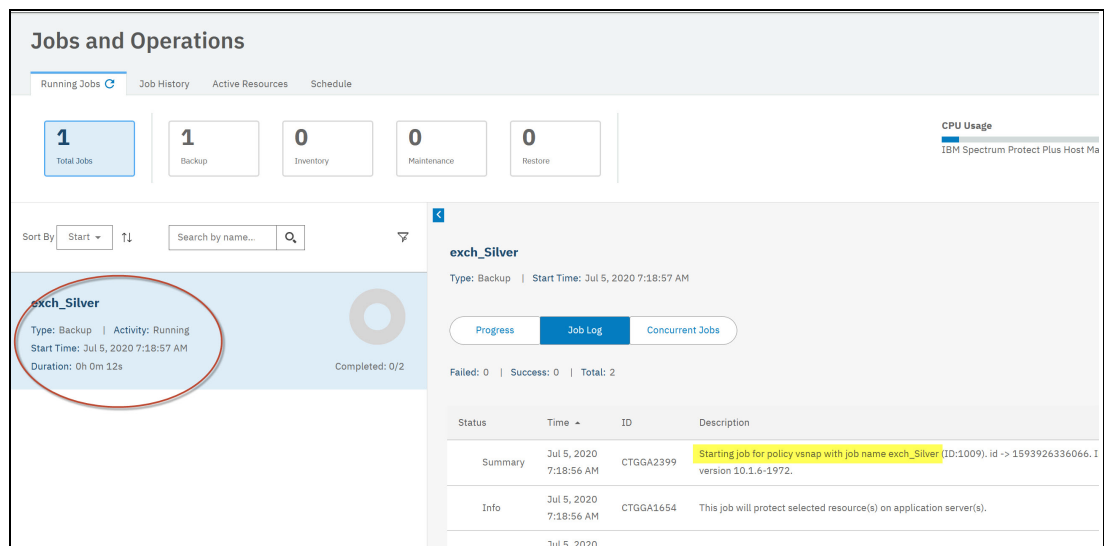 Jobs and Operations
Running Jobs Job History Active Resources Schedule
1 1 0 0 0
Total Jobs Backup Inventory Maintenance Restore
CPU Usage
IBM Spectrum Protect Plus Host Ma
Sort By Start Search by name...
exch_Silver
Type: Backup | Activity: Running
Start Time: Jul 5, 2020 7:18:57 AM
Duration: 0h 0m 12s
Completed: 0/2
exch_Silver
Type: Backup | Start Time: Jul 5, 2020 7:18:57 AM
Progress Job Log Concurrent Jobs
Failed: 0 | Success: 0 | Total: 2
Status Time ID Description
Summary
Jul 5, 2020
7:18:56 AM
CTGGA2399
Starting job for policy vsnap with job name exch_Silver (ID:1009). id -> 1593926336066. I
version 10.1.6-1972.
Info
Jul 5, 2020
7:18:56 AM
CTGGA1654
This job will protect selected resource(s) on application server(s).
Jul 5, 2020